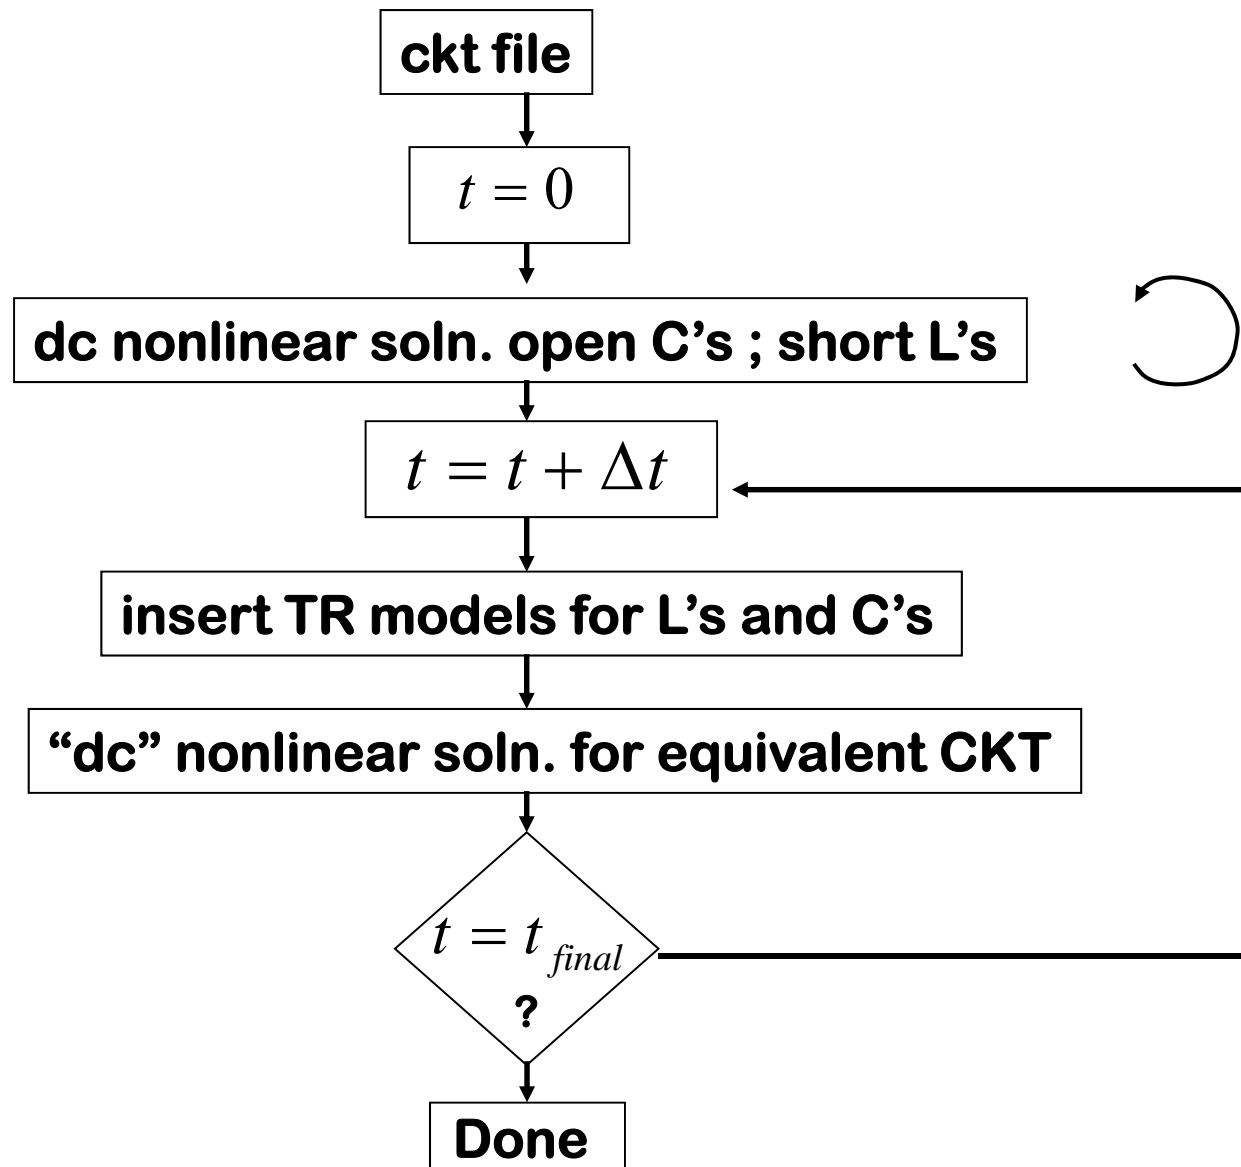 ckt file
t = 0
dc nonlinear soln. open C’s ; short L’s
t = t + Δt
insert TR models for L’s and C’s
“dc” nonlinear soln. for equivalent CKT
t = t final
?
Done